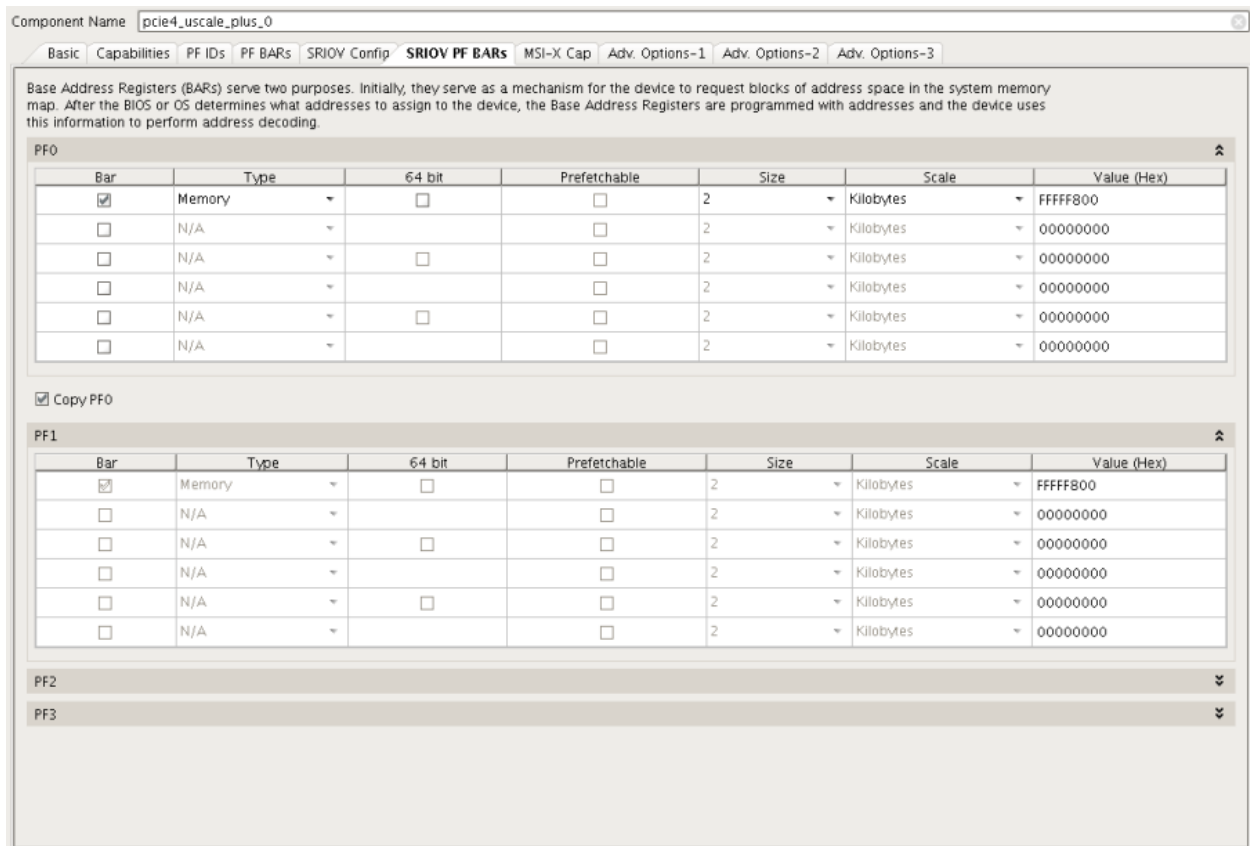 Component Name pcie4_uscale_plus_0
Basic Capabilities PF IDs PF BARs SRIOV Config SRIOV PF BARs MSI-X Cap Adv. Options-1 Adv. Options-2 Adv. Options-3
Base Address Registers (BARs) serve two purposes. Initially, they serve as a mechanism for the device to request blocks of address space in the system memory
map. After the BIOS or OS determines what addresses to assign to the device, the Base Address Registers are programmed with addresses and the device uses
this information to perform address decoding.
PF0
Bar Type 64 bit Prefetchable Size Scale Value (Hex)
Memory 2 Kilobytes FFFFF800
N/A 2 Kilobytes 00000000
N/A 2 Kilobytes 00000000
N/A 2 Kilobytes 00000000
N/A 2 Kilobytes 00000000
N/A 2 Kilobytes 00000000
Copy PF0
PF1
Bar Type 64 bit Prefetchable Size Scale Value (Hex)
Memory 2 Kilobytes FFFFF800
N/A 2 Kilobytes 00000000
N/A 2 Kilobytes 00000000
N/A 2 Kilobytes 00000000
N/A 2 Kilobytes 00000000
N/A 2 Kilobytes 00000000
PF2
PF3